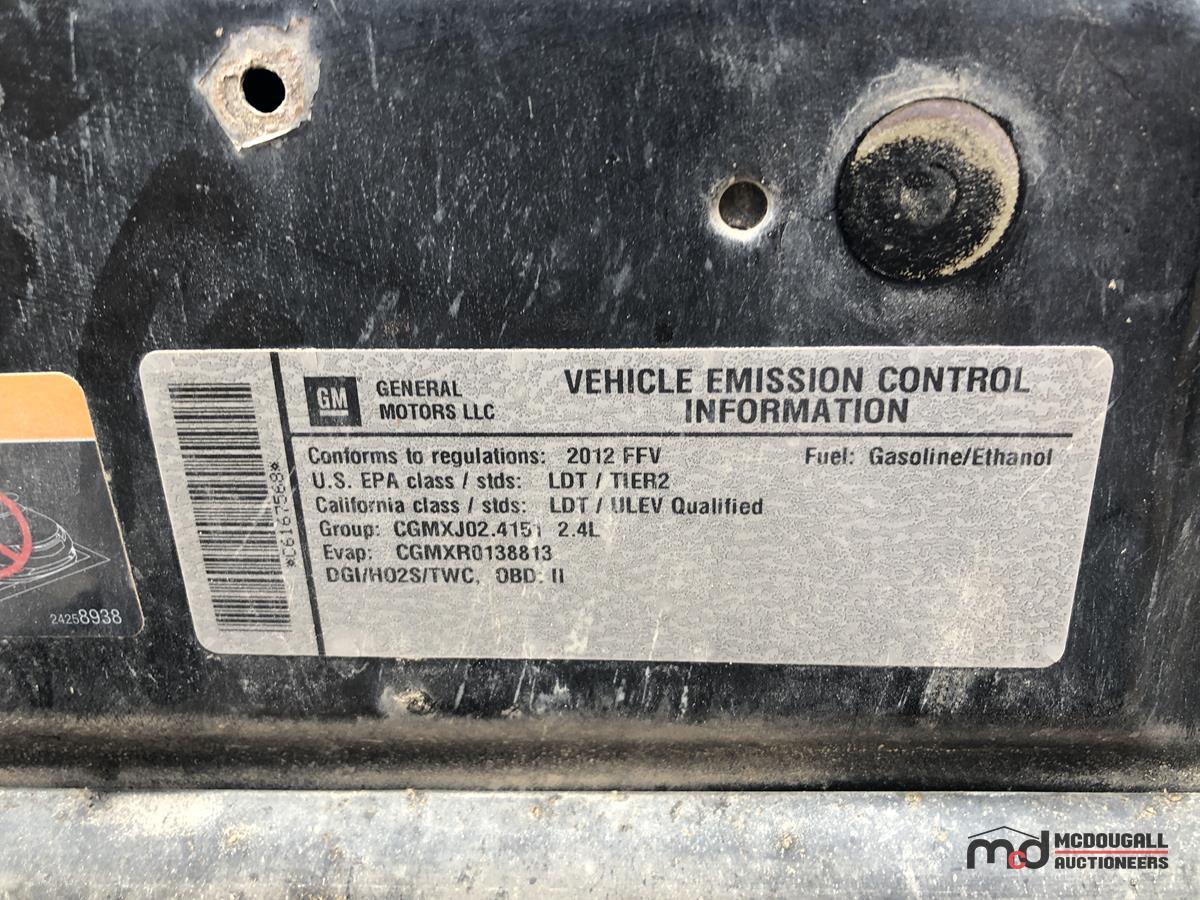 GM
GENERAL
MOTORS LLC
VEHICLE EMISSION CONTROL
INFORMATION
Conforms to regulations: 2012 FFV
Fuel: Gasoline/Ethanol
U.S. EPA class / stds: LDT / TIER2
California class / stds: LDT / ULEV Qualified
Group: CGMXJ02.4151 2.4L
Evap: CGMXR0138813
DGI/HO2S/TWC, OBD: II
*C6167568*
24258938
mcd
MCDOUGALL
AUCTIONEERS